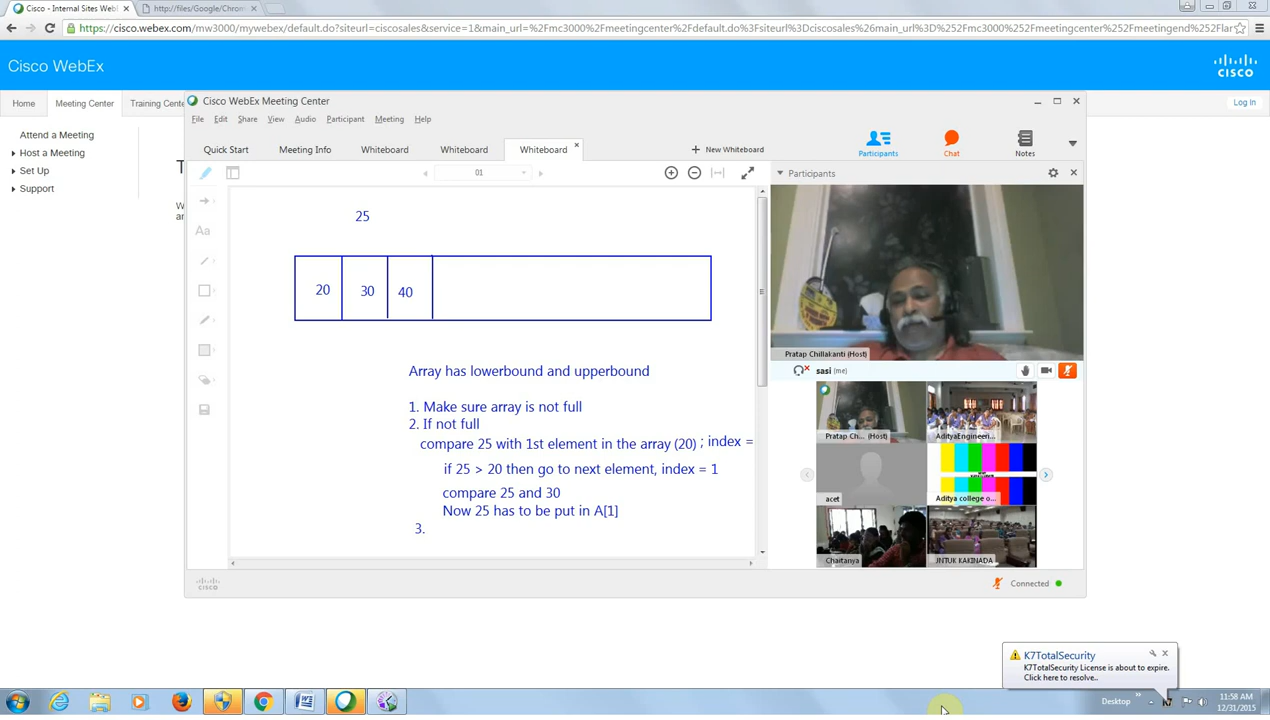 Cisco - Internal Sites Web
http://files/Google/Chrom
https://cisco.webex.com/mw3000/mywebex/default.do?siteurl=ciscosales&service=1&main_url=%2Fmc3000%2Fmeetingcenter%2Fdefault.do%3Fsiteurl%3Dciscosales%26main_url%3D%252Fmc3000%252Fmeetingcenter%252Fmeetingend%252Flar
Cisco WebEx
CISCO
Home
Meeting Center
Training Cente
Log In
Attend a Meeting
Host a Meeting
Set Up
Support
T
W
ar
Cisco WebEx Meeting Center
File Edit Share View Audio Participant Meeting Help
Quick Start
Meeting Info
Whiteboard
Whiteboard
Whiteboard
New Whiteboard
Participants
Chat
Notes
01
Participants
Aa
25
20 30 40
Array has lowerbound and upperbound
1. Make sure array is not full
2. If not full
compare 25 with 1st element in the array (20) ; index =
if 25 > 20 then go to next element, index = 1
compare 25 and 30
Now 25 has to be put in A[1]
3.
Pratap Chillakanti (Host)
sasi (me)
Pratap Ch... (Host)
AdityaEngineeri...
acet
Aditya college o...
Chaitanya
JNTUK KAKINADA
cisco
Connected
K7TotalSecurity
K7TotalSecurity License is about to expire.
Click here to resolve..
Desktop
11:58 AM
12/31/2015